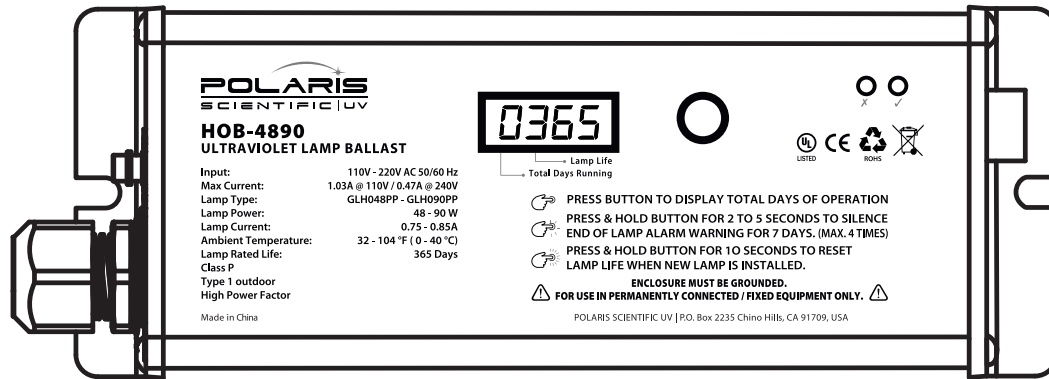 POLARIS
SCIENTIFIC|UV
HOB-4890
ULTRAVIOLET LAMP BALLAST
Input: 110V - 220V AC 50/60 Hz
Max Current: 1.03A @ 110V / 0.47A @ 240V
Lamp Type: GLH048PP - GLH090PP
Lamp Power: 48 - 90 W
Lamp Current: 0.75 - 0.85A
Ambient Temperature: 32 - 104 °F ( 0 - 40 °C)
Lamp Rated Life: 365 Days
Class P
Type 1 outdoor
High Power Factor
Made in China
0365
Lamp Life
Total Days Running
✗ ✓
UL
LISTED
CE
ROHS
PRESS BUTTON TO DISPLAY TOTAL DAYS OF OPERATION
PRESS & HOLD BUTTON FOR 2 TO 5 SECONDS TO SILENCE
END OF LAMP ALARM WARNING FOR 7 DAYS. (MAX. 4 TIMES)
PRESS & HOLD BUTTON FOR 10 SECONDS TO RESET
LAMP LIFE WHEN NEW LAMP IS INSTALLED.
ENCLOSURE MUST BE GROUNDED.
FOR USE IN PERMANENTLY CONNECTED / FIXED EQUIPMENT ONLY.
POLARIS SCIENTIFIC UV | P.O. Box 2235 Chino Hills, CA 91709, USA